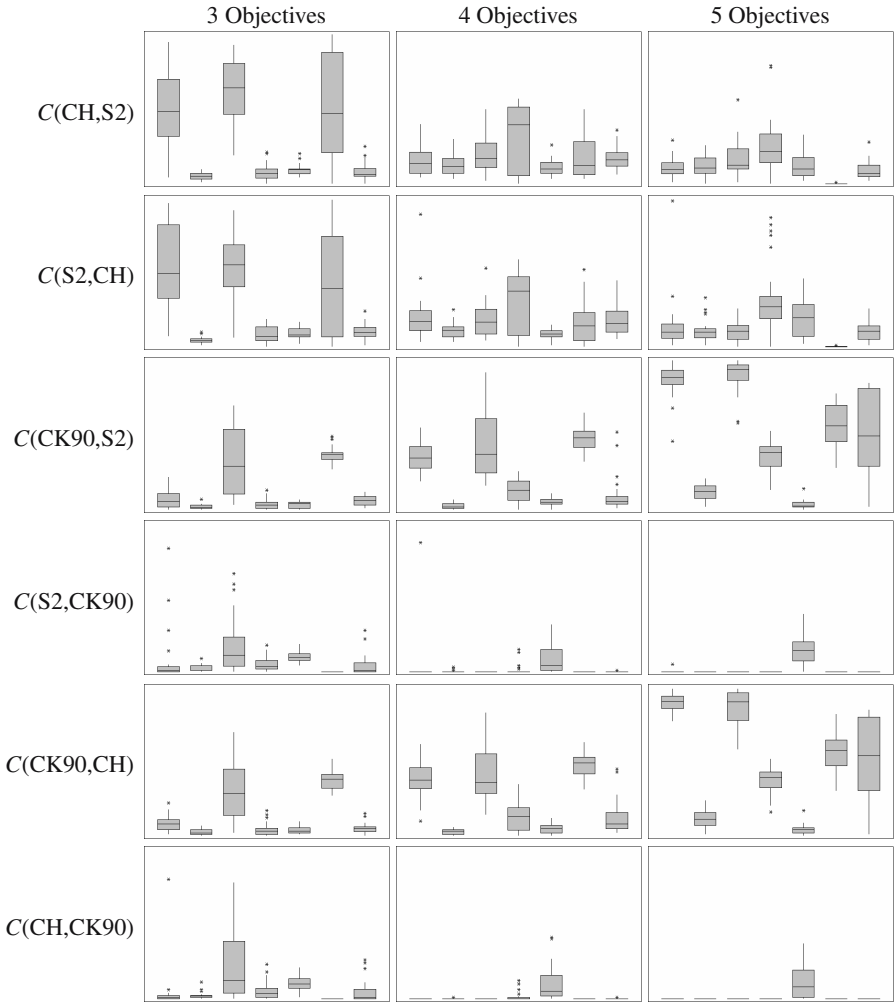 3 Objectives
4 Objectives
5 Objectives
C(CH,S2)
C(S2,CH)
C(CK90,S2)
C(S2,CK90)
C(CK90,CH)
C(CH,CK90)